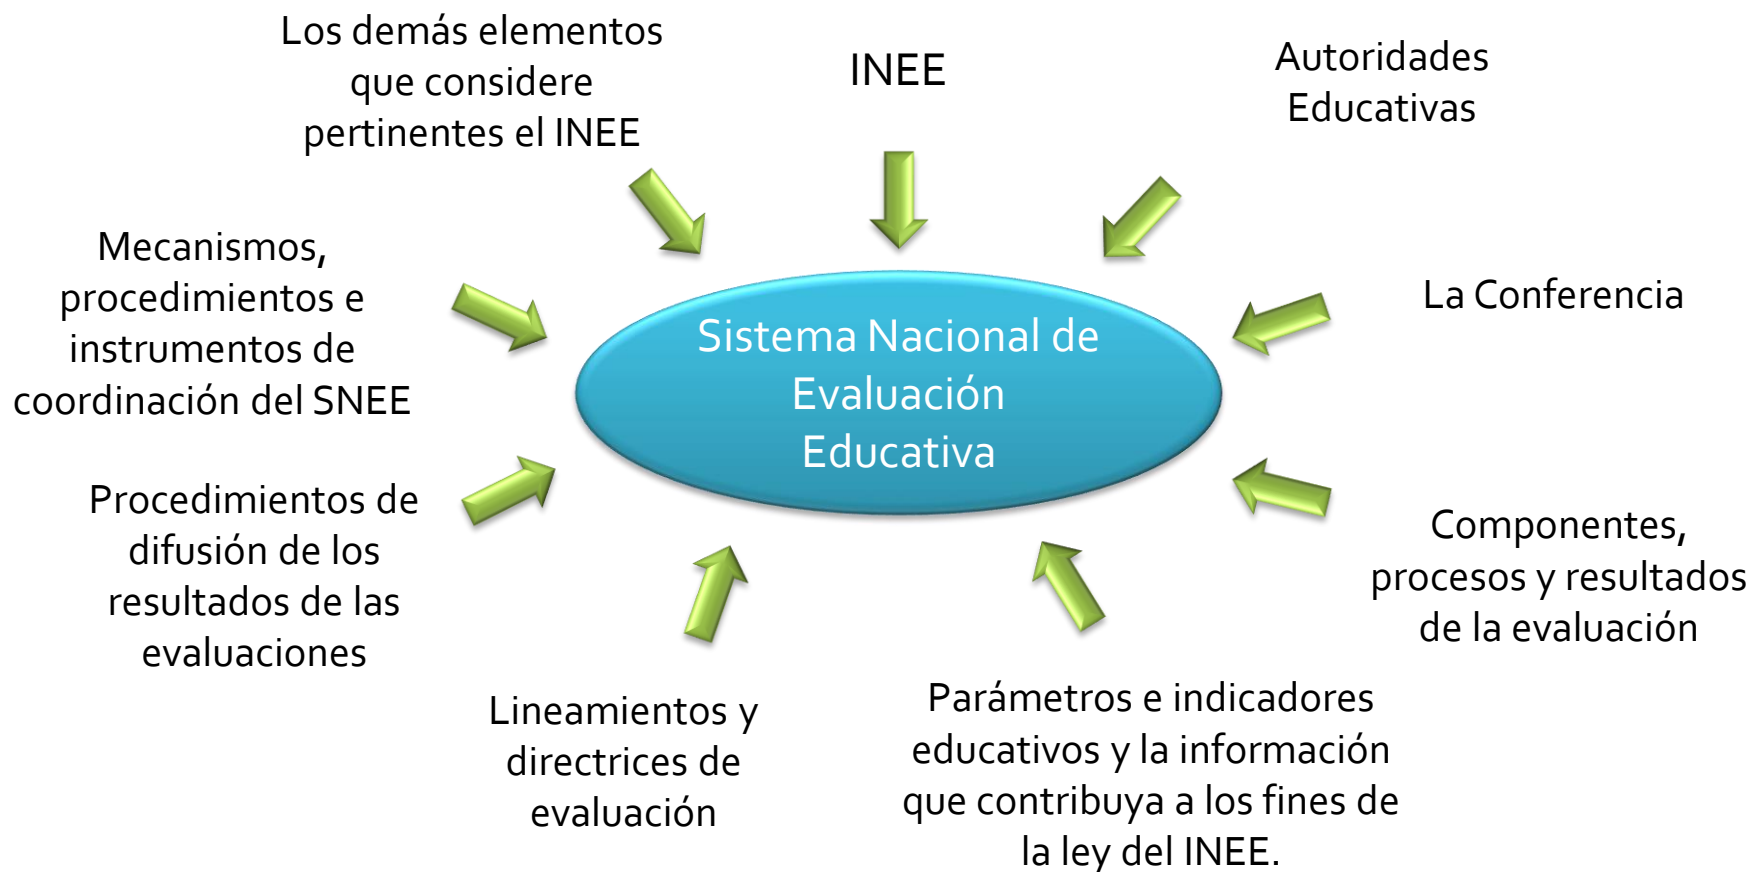 Los demás elementos
que considere
pertinentes el INEE
INEE
Autoridades
Educativas
Mecanismos,
procedimientos e
instrumentos de
coordinación del SNEE
La Conferencia
Sistema Nacional de
Evaluación
Educativa
Procedimientos de
difusión de los
resultados de las
evaluaciones
Componentes,
procesos y resultados
de la evaluación
Lineamientos y
directrices de
evaluación
Parámetros e indicadores
educativos y la información
que contribuya a los fines de
la ley del INEE.